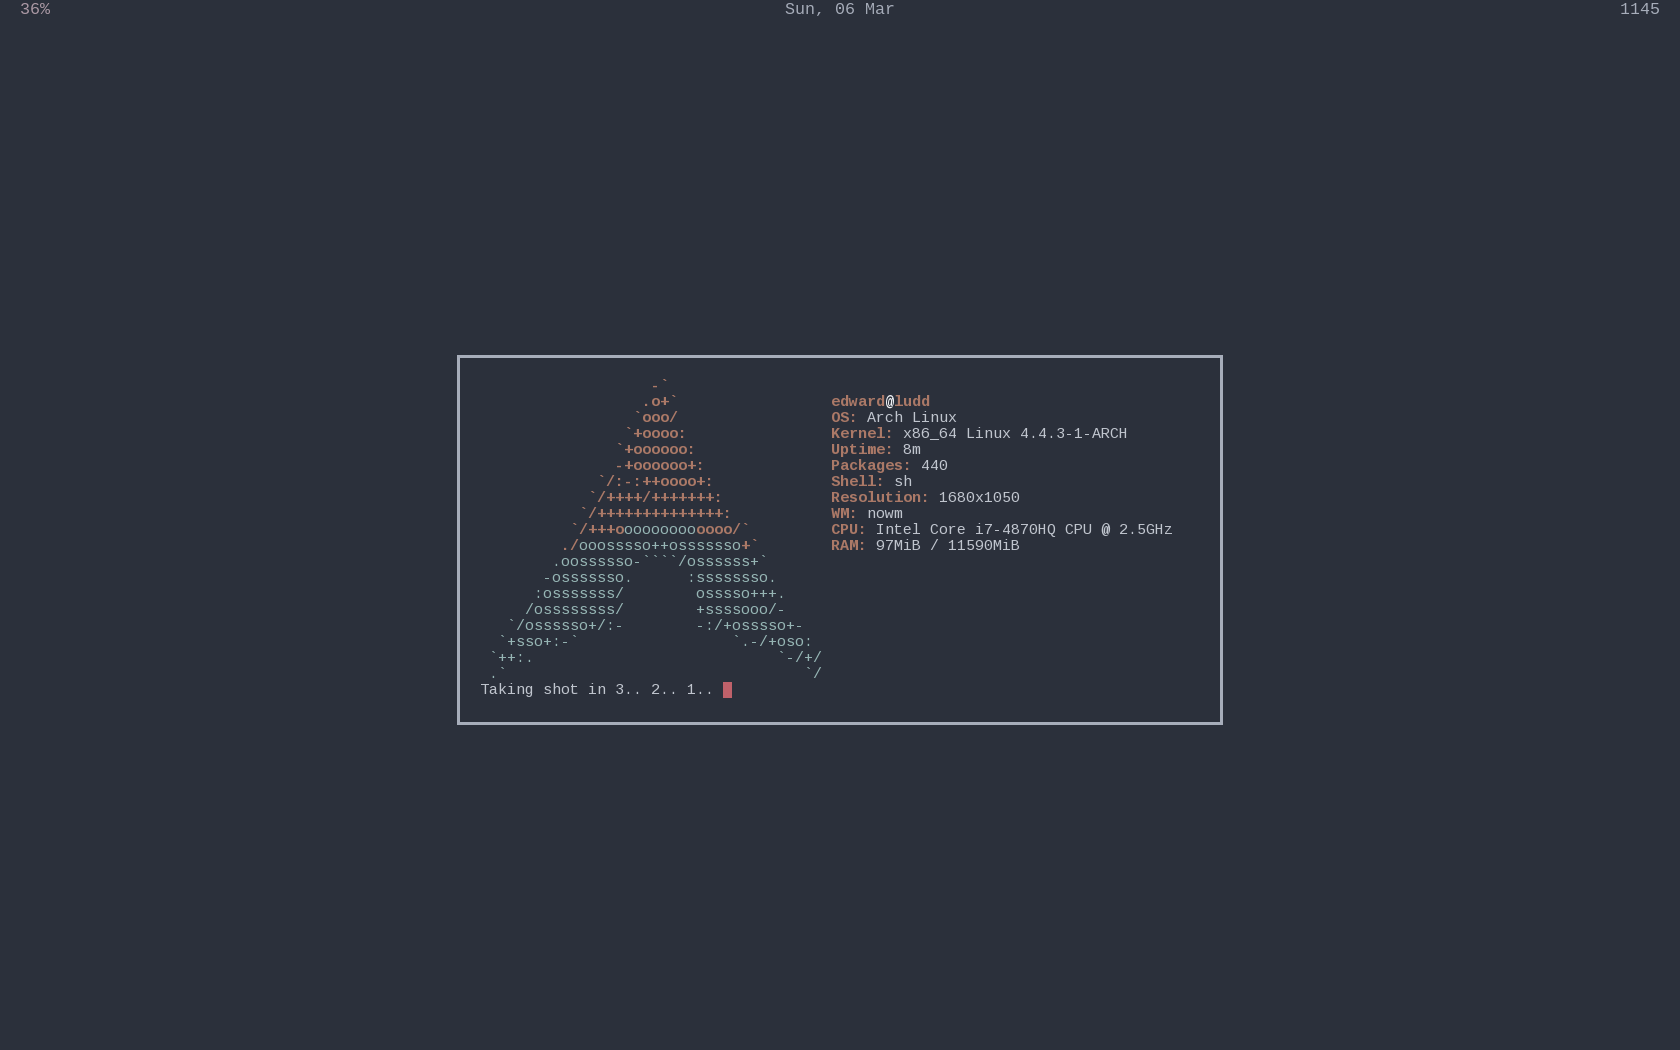 36% Sun, 06 Mar 1145
                   -`
                  .o+`                 edward@ludd
                 `ooo/                 OS: Arch Linux
                `+oooo:                Kernel: x86_64 Linux 4.4.3-1-ARCH
               `+oooooo:               Uptime: 8m
               -+oooooo+:              Packages: 440
             `/:-:++oooo+:             Shell: sh
            `/++++/+++++++:            Resolution: 1680x1050
           `/++++++++++++++:           WM: nowm
          `/+++ooooooooooooo/`         CPU: Intel Core i7-4870HQ CPU @ 2.5GHz
         ./ooosssso++osssssso+`        RAM: 97MiB / 11590MiB
        .oossssso-````/ossssss+`
       -osssssso.      :ssssssso.
      :osssssss/        osssso+++.
     /ossssssss/        +ssssooo/-
   `/ossssso+/:-        -:/+osssso+-
  `+sso+:-`                 `.-/+oso:
 `++:.                           `-/+/
 .`                                 `/
Taking shot in 3.. 2.. 1..